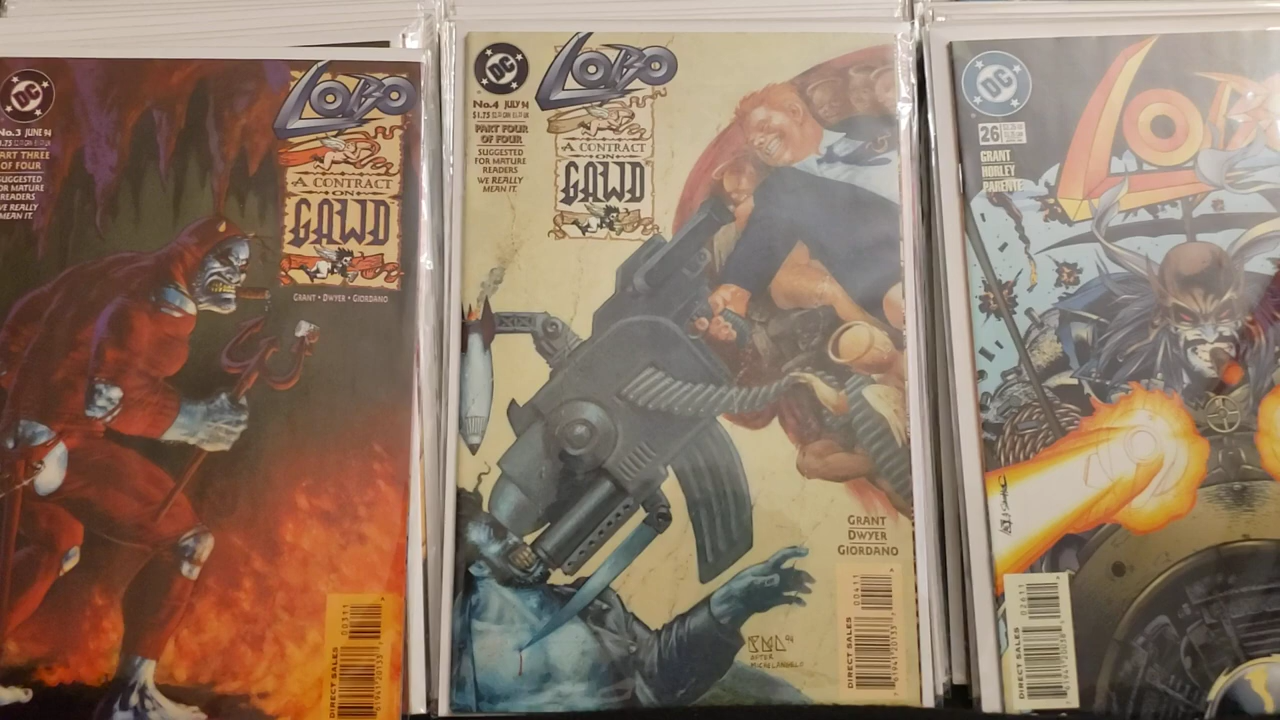 DC
No.3 JUNE 94
PART THREE
OF FOUR
SUGGESTED
FOR MATURE
READERS
WE REALLY
MEAN IT.
LOBO
A CONTRACT
ON
GAWD
GRANT • DWYER • GIORDANO
DIRECT SALES
00311
DC
No.4 JULY 94
$1.75
PART FOUR
OF FOUR
SUGGESTED
FOR MATURE
READERS
WE REALLY
MEAN IT.
LOBO
A CONTRACT
ON
GAWD
GRANT
DWYER
GIORDANO
AFTER
MICHELANGELO
DIRECT SALES
00411
DC
26
GRANT
HORLEY
PARENTE
LOBO
DIRECT SALES
02611